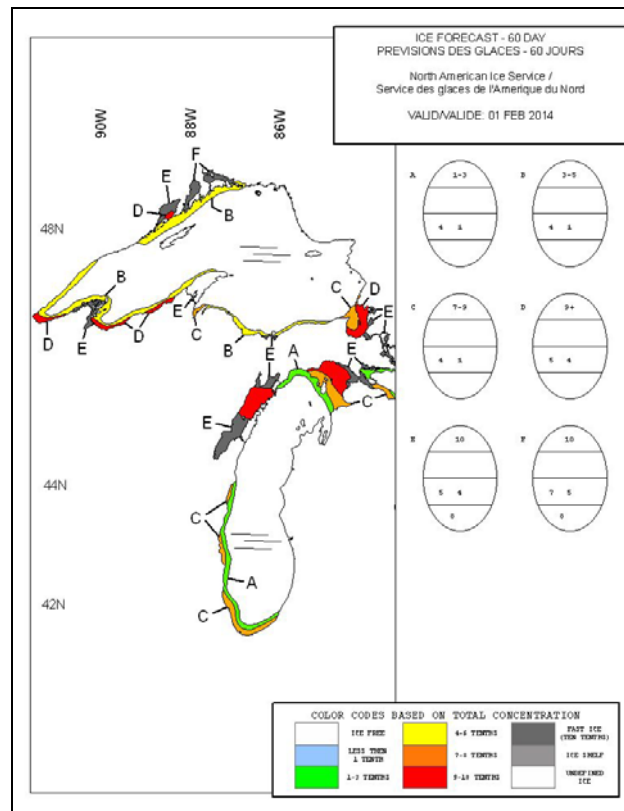 ICE FORECAST - 60 DAY
PREVISIONS DES GLACES - 60 JOURS
North American Ice Service /
Service des glaces de l'Amerique du Nord
VALID/VALIDE: 01 FEB 2014
90W
88W
86W
F
E
D
B
48N
B
E
C
D
E
D
E
D
C
B
E
A
E
E
C
44N
C
A
42N
C
A
1-3
4 1
B
3-5
4 1
C
7-9
4 1
D
9+
5 4
E
10
5 4
8
F
10
7 5
8
COLOR CODES BASED ON TOTAL CONCENTRATION
ICE FREE
4-6 TENTHS
FAST ICE
(TEN TENTHS)
LESS THEN
1 TENTH
7-8 TENTHS
ICE SHELF
1-3 TENTHS
9-10 TENTHS
UNDEFINED
ICE